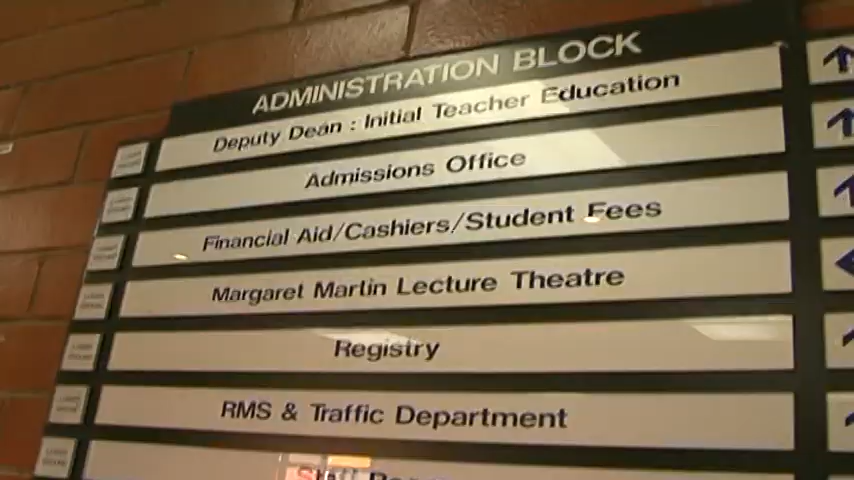 ADMINISTRATION BLOCK
Deputy Dean : Initial Teacher Education
Admissions Office
Financial Aid/Cashiers/Student Fees
Margaret Martin Lecture Theatre
Registry
RMS & Traffic Department
Staff